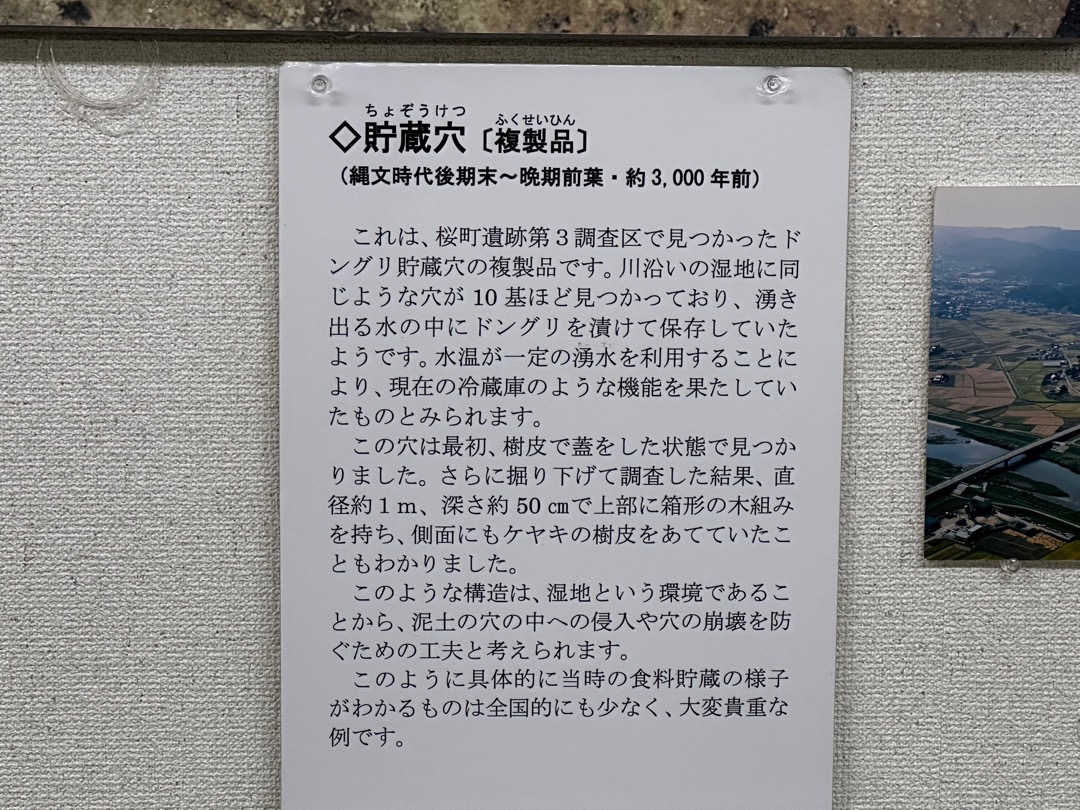 ちょぞうけつ ふくせいひん
◇貯蔵穴〔複製品〕
（縄文時代後期末～晩期前葉・約3,000年前）
これは、桜町遺跡第３調査区で見つかったド
ングリ貯蔵穴の複製品です。川沿いの湿地に同
じような穴が10基ほど見つかっており、湧き
出る水の中にドングリを漬けて保存していた
ようです。水温が一定の湧水を利用することに
より、現在の冷蔵庫のような機能を果たしてい
たものとみられます。
この穴は最初、樹皮で蓋をした状態で見つか
りました。さらに掘り下げて調査した結果、直
径約１ｍ、深さ約50㎝で上部に箱形の木組み
を持ち、側面にもケヤキの樹皮をあてていたこ
ともわかりました。
このような構造は、湿地という環境であるこ
とから、泥土の穴の中への侵入や穴の崩壊を防
ぐための工夫と考えられます。
このように具体的に当時の食料貯蔵の様子
がわかるものは全国的にも少なく、大変貴重な
例です。